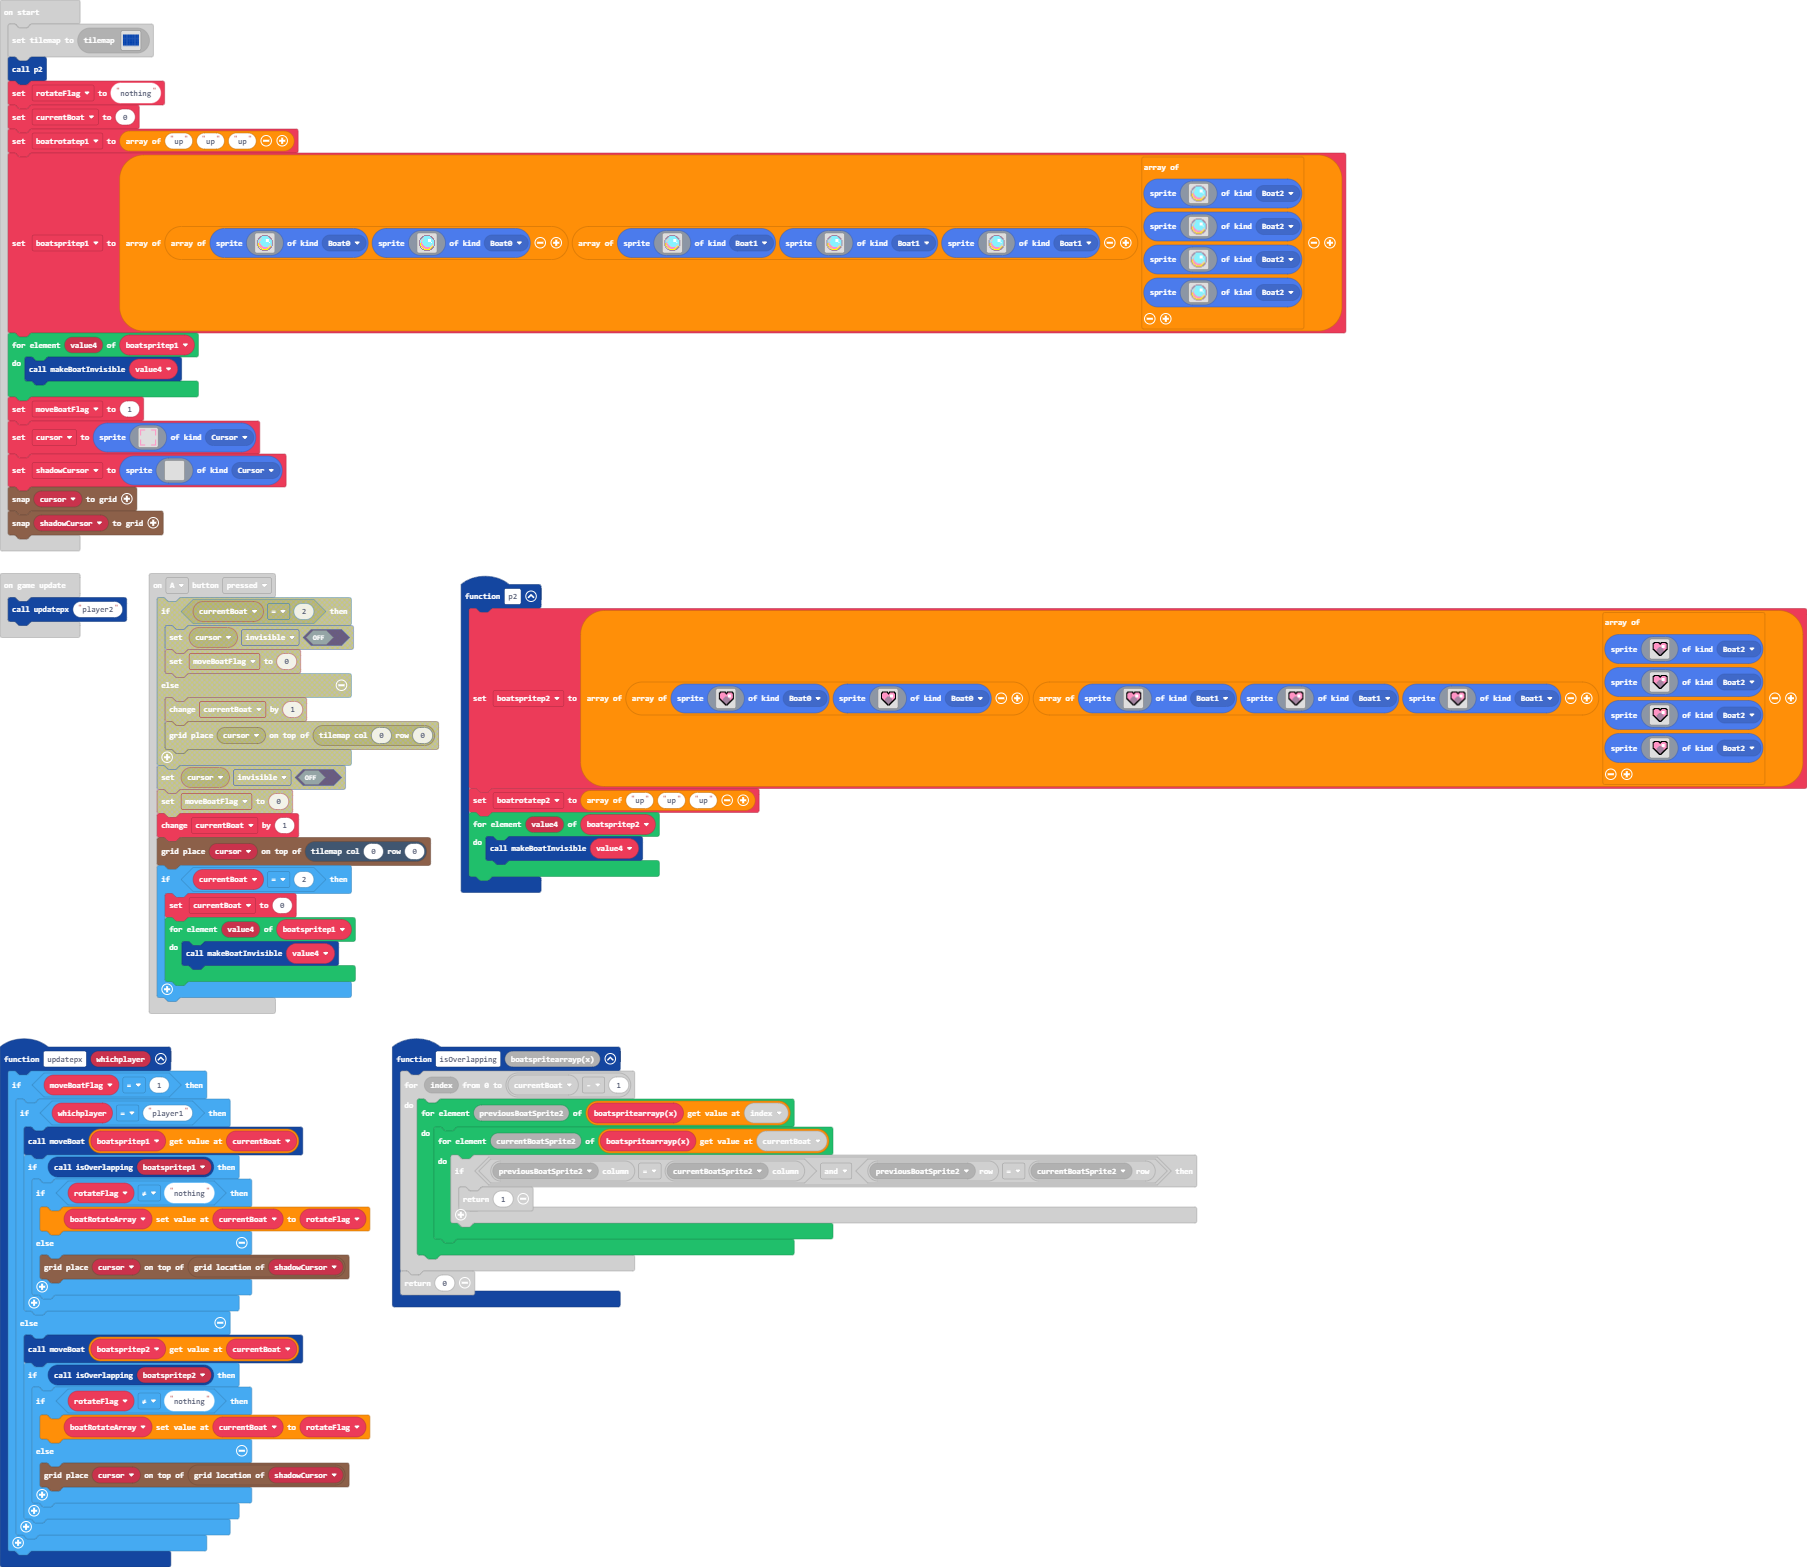 on start
set tilemap to tilemap
call p2
set rotateFlag to "nothing"
set currentBoat to 0
set boatrotatep1 to array of "up" "up" "up"
array of
sprite of kind Boat2
sprite of kind Boat2
set boatspritep1 to array of array of sprite of kind Boat0 sprite of kind Boat0 array of sprite of kind Boat1 sprite of kind Boat1 sprite of kind Boat1
sprite of kind Boat2
sprite of kind Boat2
for element value4 of boatspritep1
do
call makeBoatInvisible value4
set moveBoatFlag to 1
set cursor to sprite of kind Cursor
set shadowCursor to sprite of kind Cursor
snap cursor to grid
snap shadowCursor to grid
on game update
call updatepx "player2"
on A button pressed
if currentBoat = 2 then
set cursor invisible OFF
set moveBoatFlag to 0
else
change currentBoat by 1
grid place cursor on top of tilemap col 0 row 0
set cursor invisible OFF
set moveBoatFlag to 0
change currentBoat by 1
grid place cursor on top of tilemap col 0 row 0
if currentBoat = 2 then
set currentBoat to 0
for element value4 of boatspritep1
do
call makeBoatInvisible value4
function p2
array of
sprite of kind Boat2
sprite of kind Boat2
set boatspritep2 to array of array of sprite of kind Boat0 sprite of kind Boat0 array of sprite of kind Boat1 sprite of kind Boat1 sprite of kind Boat1
sprite of kind Boat2
sprite of kind Boat2
set boatrotatep2 to array of "up" "up" "up"
for element value4 of boatspritep2
do
call makeBoatInvisible value4
function updatepx whichplayer
if moveBoatFlag = 1 then
if whichplayer = "player1" then
call moveBoat boatspritep1 get value at currentBoat
if call isOverlapping boatspritep1 then
if rotateFlag ≠ "nothing" then
boatRotateArray set value at currentBoat to rotateFlag
else
grid place cursor on top of grid location of shadowCursor
else
call moveBoat boatspritep2 get value at currentBoat
if call isOverlapping boatspritep2 then
if rotateFlag ≠ "nothing" then
boatRotateArray set value at currentBoat to rotateFlag
else
grid place cursor on top of grid location of shadowCursor
function isOverlapping boatspritearrayp(x)
for index from 0 to currentBoat - 1
do
for element previousBoatSprite2 of boatspritearrayp(x) get value at index
do
for element currentBoatSprite2 of boatspritearrayp(x) get value at currentBoat
do
if previousBoatSprite2 column = currentBoatSprite2 column and previousBoatSprite2 row = currentBoatSprite2 row then
return 1
return 0